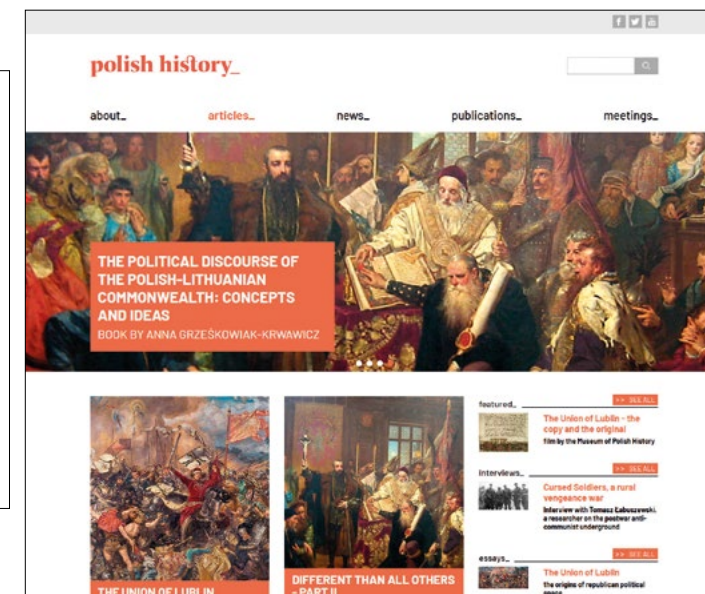 polish history_
about_ articles_ news_ publications_ meetings_
THE POLITICAL DISCOURSE OF
THE POLISH-LITHUANIAN
COMMONWEALTH: CONCEPTS
AND IDEAS
BOOK BY ANNA GRZEŚKOWIAK-KRWAWICZ
THE UNION OF LUBLIN
DIFFERENT THAN ALL OTHERS
- PART II
featured_
>> SEE ALL
The Union of Lublin - the
copy and the original
film by the Museum of Polish History
interviews_
>> SEE ALL
Cursed Soldiers, a rural
vengeance war
Interview with Tomasz Łabuszewski,
a researcher on the postwar anti-
communist underground
essays_
>> SEE ALL
The Union of Lublin
the origins of republican political
space